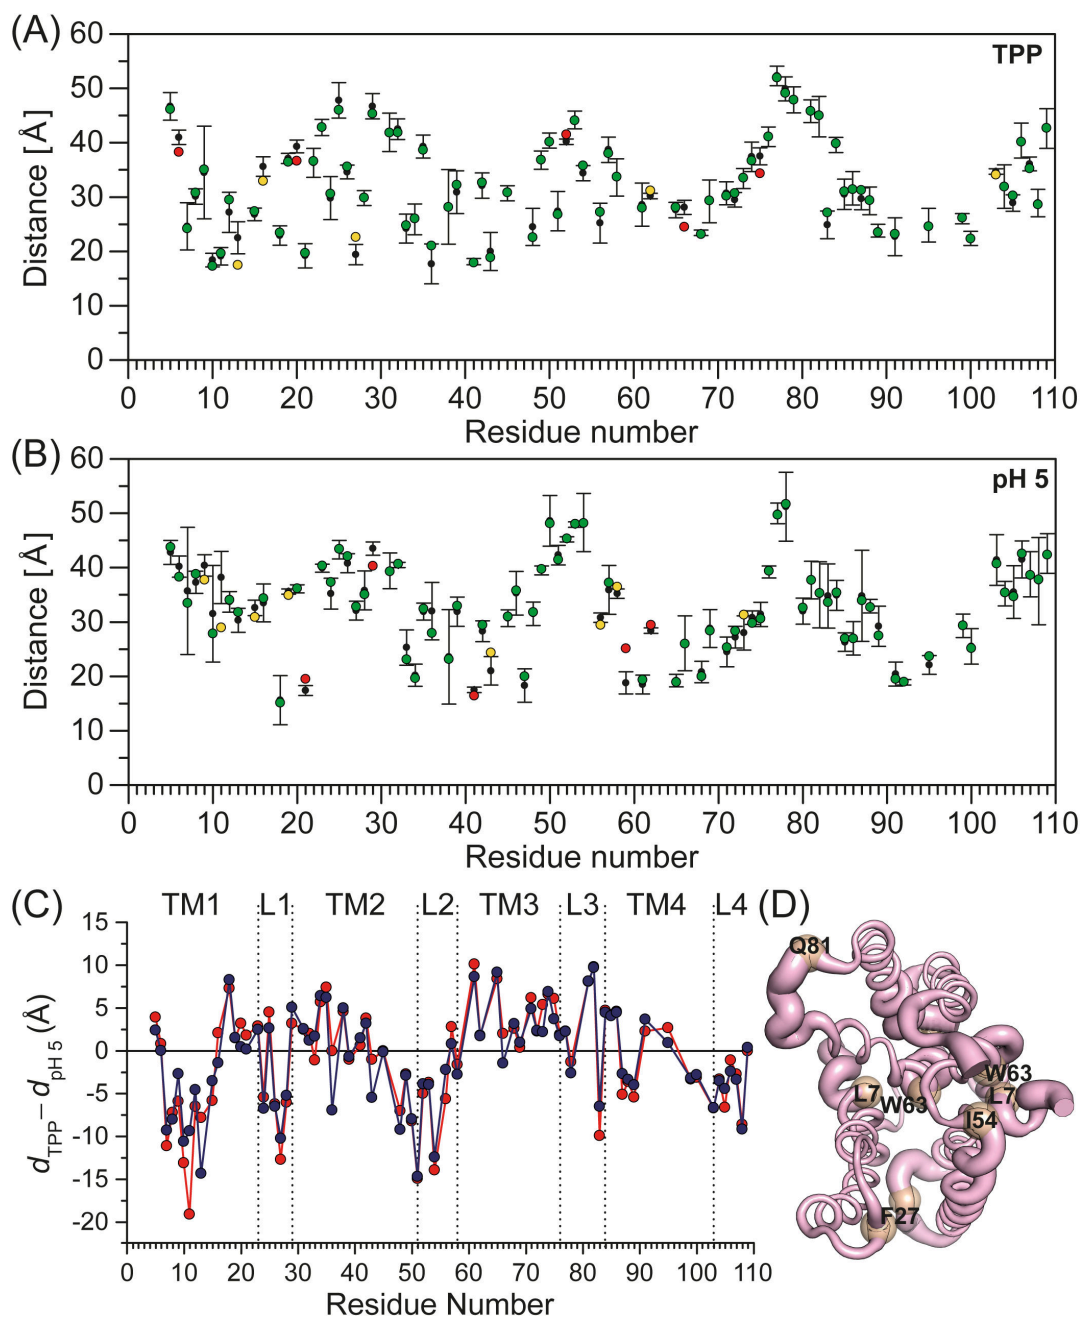 (A)
TPP
Distance [Å]
60
50
40
30
20
10
0
0 10 20 30 40 50 60 70 80 90 100 110
Residue number
(B)
pH 5
Distance [Å]
60
50
40
30
20
10
0
0 10 20 30 40 50 60 70 80 90 100 110
Residue number
(C)
TM1 L1 TM2 L2 TM3 L3 TM4 L4
dTPP – dpH 5 (Å)
15
10
5
0
-5
-10
-15
-20
0 10 20 30 40 50 60 70 80 90 100 110
Residue Number
(D)
Q81
W63
L7
L7
W63
I54
F27